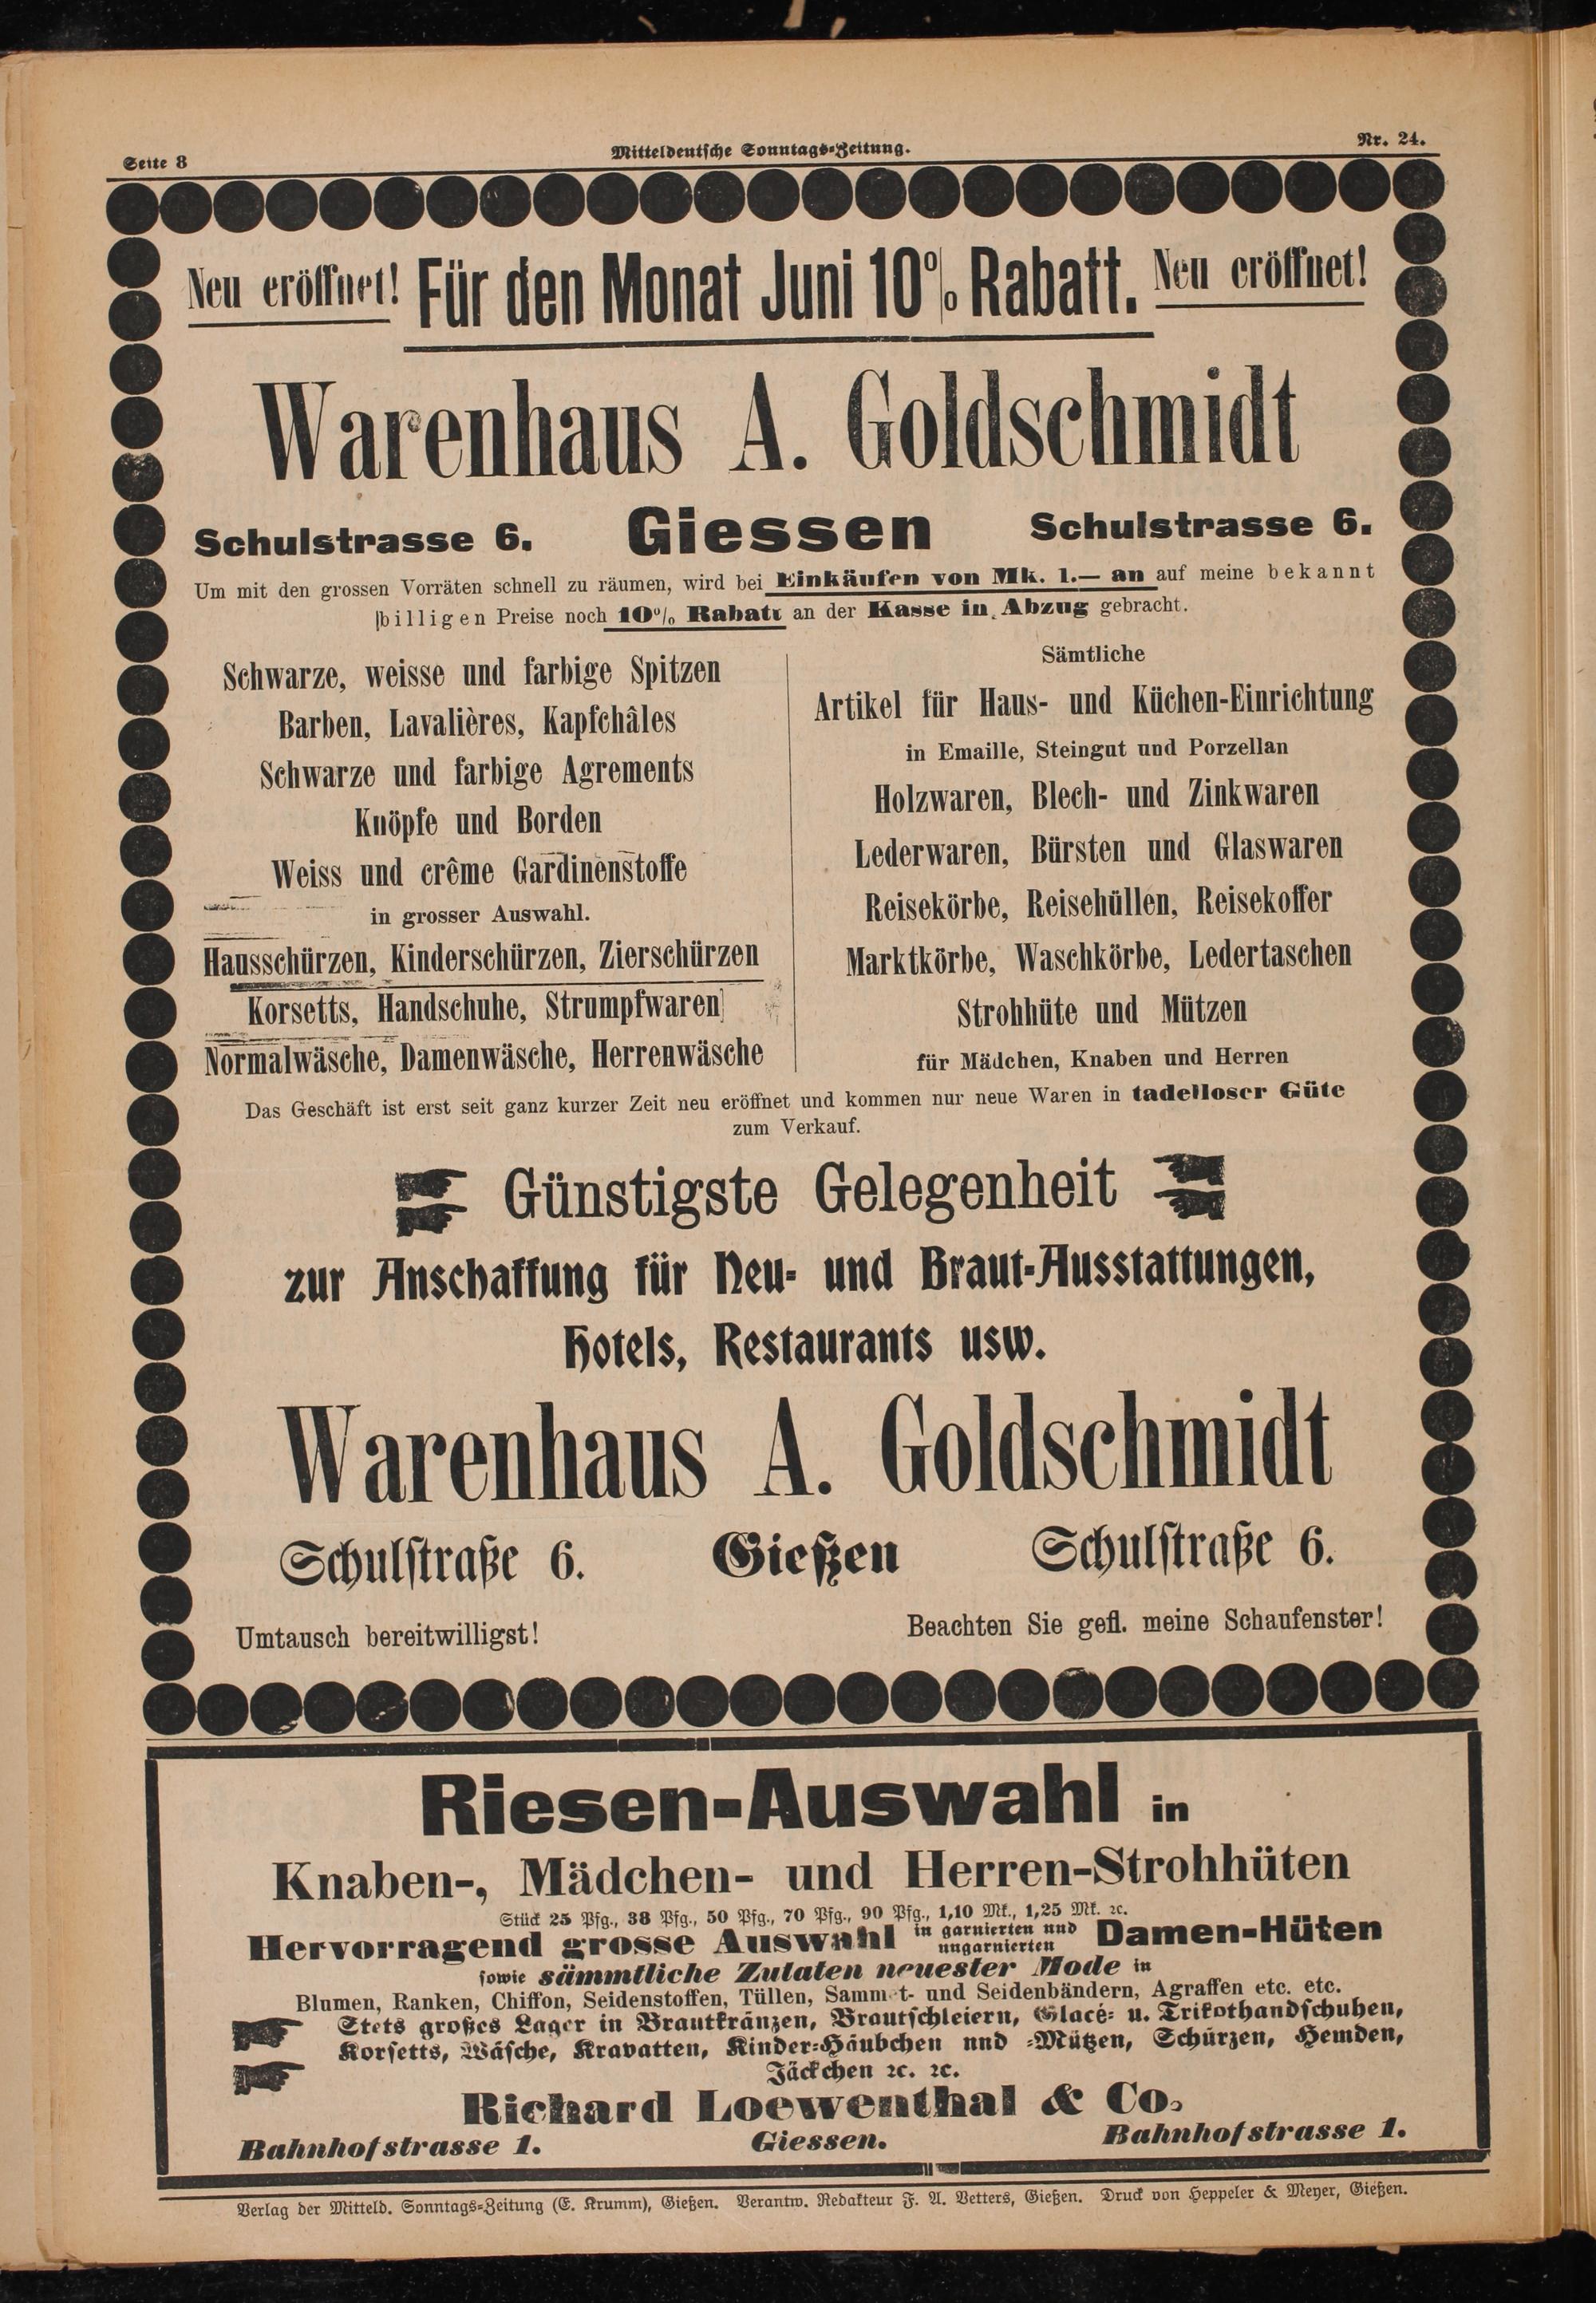 Seite 8
Mitteldeutsche Sonntags-Zeitung.
Nr. 24.
Neu eröffnet! Für den Monat Juni 10% Rabatt. Neu eröffnet!
Warenhaus A. Goldschmidt
Schulstrasse 6. Giessen Schulstrasse 6.
Um mit den grossen Vorräten schnell zu räumen, wird bei Einkäufen von Mk. 1.— an auf meine bekannt
billigen Preise noch 10% Rabatt an der Kasse in Abzug gebracht.
Schwarze, weisse und farbige Spitzen
Barben, Lavalières, Kapfchâles
Schwarze und farbige Agrements
Knöpfe und Borden
Weiss und crême Gardinenstoffe
in grosser Auswahl.
Hausschürzen, Kinderschürzen, Zierschürzen
Korsetts, Handschuhe, Strumpfwaren
Normalwäsche, Damenwäsche, Herrenwäsche
Sämtliche
Artikel für Haus- und Küchen-Einrichtung
in Emaille, Steingut und Porzellan
Holzwaren, Blech- und Zinkwaren
Lederwaren, Bürsten und Glaswaren
Reisekörbe, Reisehüllen, Reisekoffer
Marktkörbe, Waschkörbe, Ledertaschen
Strohhüte und Mützen
für Mädchen, Knaben und Herren
Das Geschäft ist erst seit ganz kurzer Zeit neu eröffnet und kommen nur neue Waren in tadelloser Güte
zum Verkauf.
Günstigste Gelegenheit
zur Anschaffung für Neu- und Braut-Ausstattungen,
Hotels, Restaurants usw.
Warenhaus A. Goldschmidt
Schulstraße 6. Gießen Schulstraße 6.
Umtausch bereitwilligst! Beachten Sie gefl. meine Schaufenster!
Riesen-Auswahl in
Knaben-, Mädchen- und Herren-Strohhüten
Stück 25 Pfg., 38 Pfg., 50 Pfg., 70 Pfg., 90 Pfg., 1,10 Mk., 1,25 Mk. ꝛc.
Hervorragend grosse Auswahl in garnierten und ungarnierten Damen-Hüten
sowie sämmtliche Zutaten neuester Mode in
Blumen, Ranken, Chiffon, Seidenstoffen, Tüllen, Sammet- und Seidenbändern, Agraffen etc. etc.
Stets großes Lager in Brautkränzen, Brautschleiern, Glacé- u. Trikothandschuhen,
Korsetts, Wäsche, Kravatten, Kinder-Häubchen nnd -Mützen, Schürzen, Hemden,
Jäckchen ꝛc. ꝛc.
Richard Loewenthal & Co.
Bahnhofstrasse 1. Giessen. Bahnhofstrasse 1.
Verlag der Mitteld. Sonntags-Zeitung (E. Krumm), Gießen. Verantw. Redakteur F. A. Vetters, Gießen. Druck von Heppeler & Meyer, Gießen.